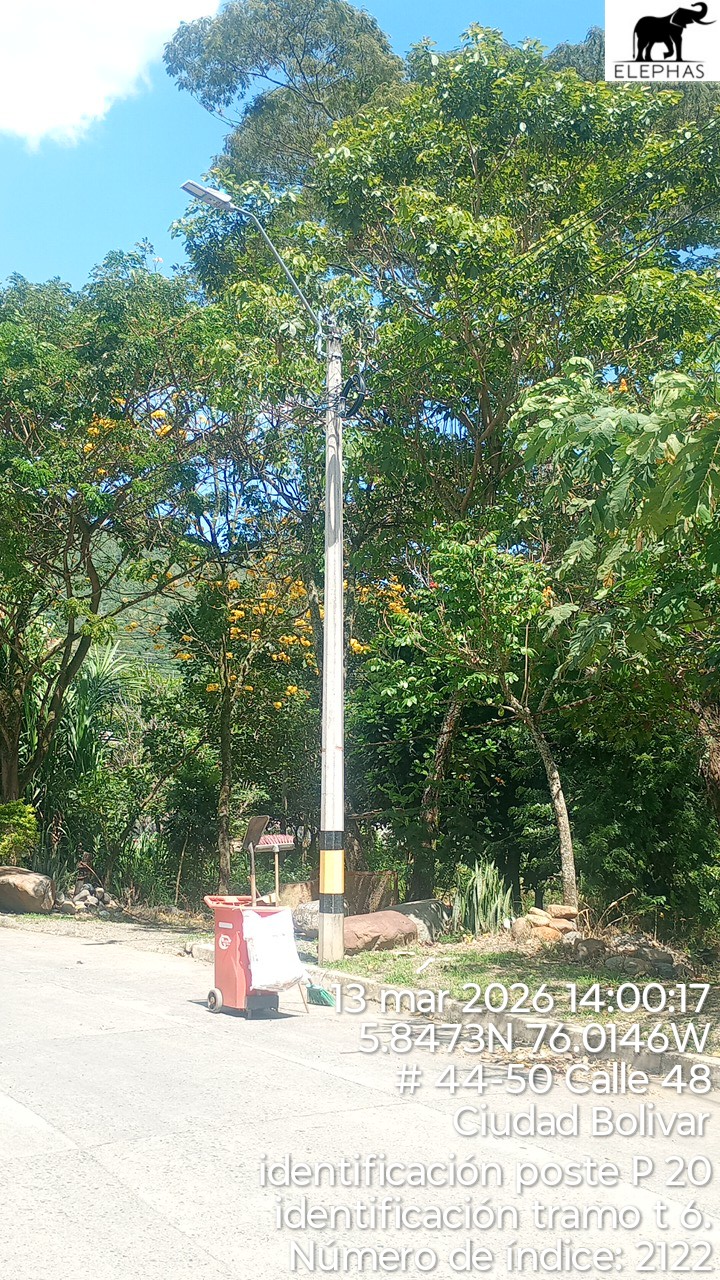 ELEPHAS
13 mar. 2026 14:00:17
5.8473N 76.0146W
# 44-50 Calle 48
Ciudad Bolivar
identificación poste P 20
identificación tramo t 6.
Número de índice: 2122